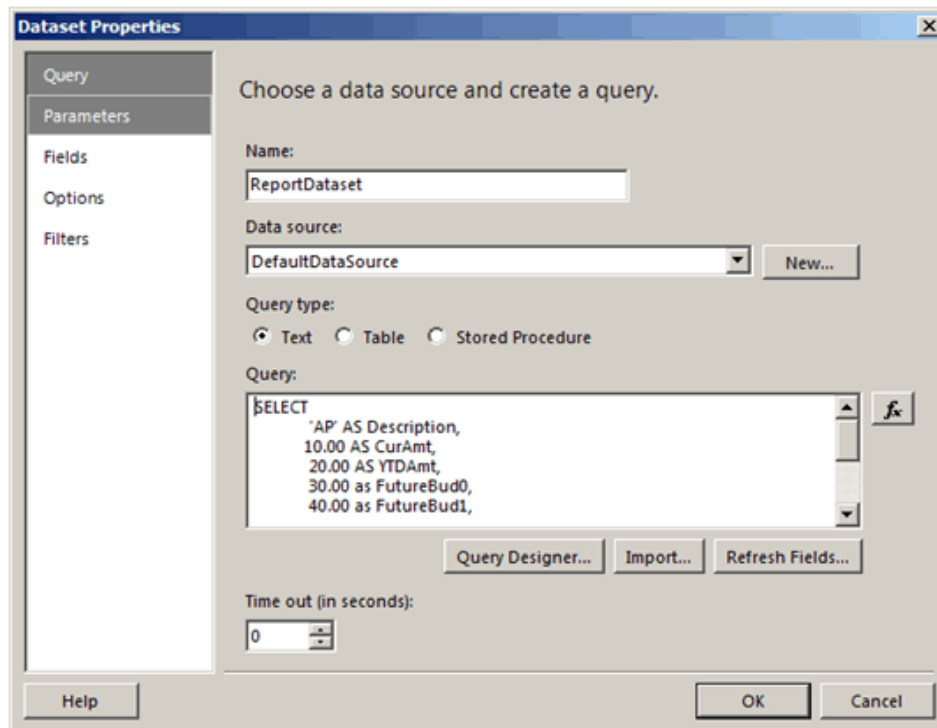 Dataset Properties
Query
Parameters
Fields
Options
Filters
Choose a data source and create a query.
Name:
ReportDataset
Data source:
DefaultDataSource
New...
Query type:
Text Table Stored Procedure
Query:
SELECT
'AP' AS Description,
10.00 AS CurAmt,
20.00 AS YTDAmt,
30.00 as FutureBud0,
40.00 as FutureBud1,
fx
Query Designer... Import... Refresh Fields...
Time out (in seconds):
0
Help OK Cancel